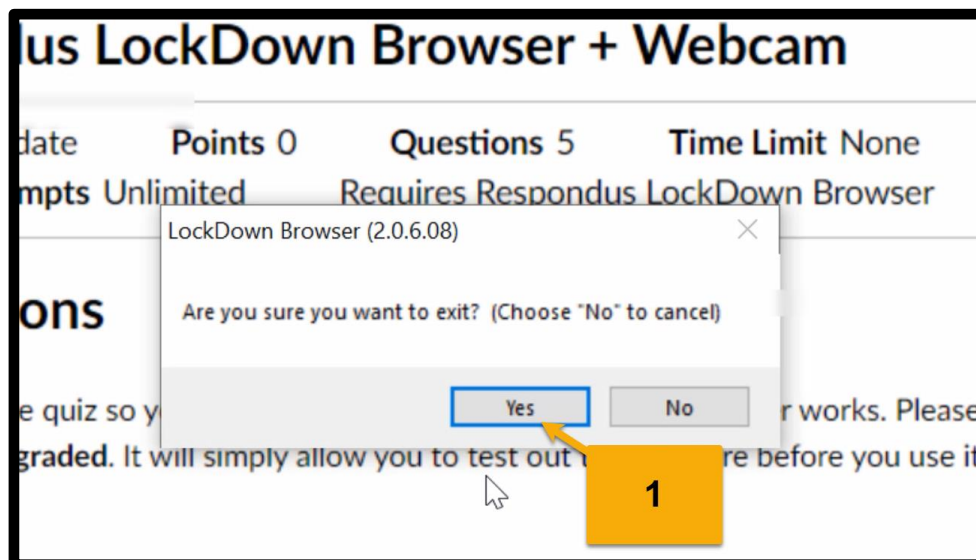 dus LockDown Browser + Webcam
date Points 0 Questions 5 Time Limit None
mpts Unlimited Requires Respondus LockDown Browser
LockDown Browser (2.0.6.08)
ons
Are you sure you want to exit? (Choose "No" to cancel)
Yes No
e quiz so y r works. Please
graded. It will simply allow you to test out re before you use it
1